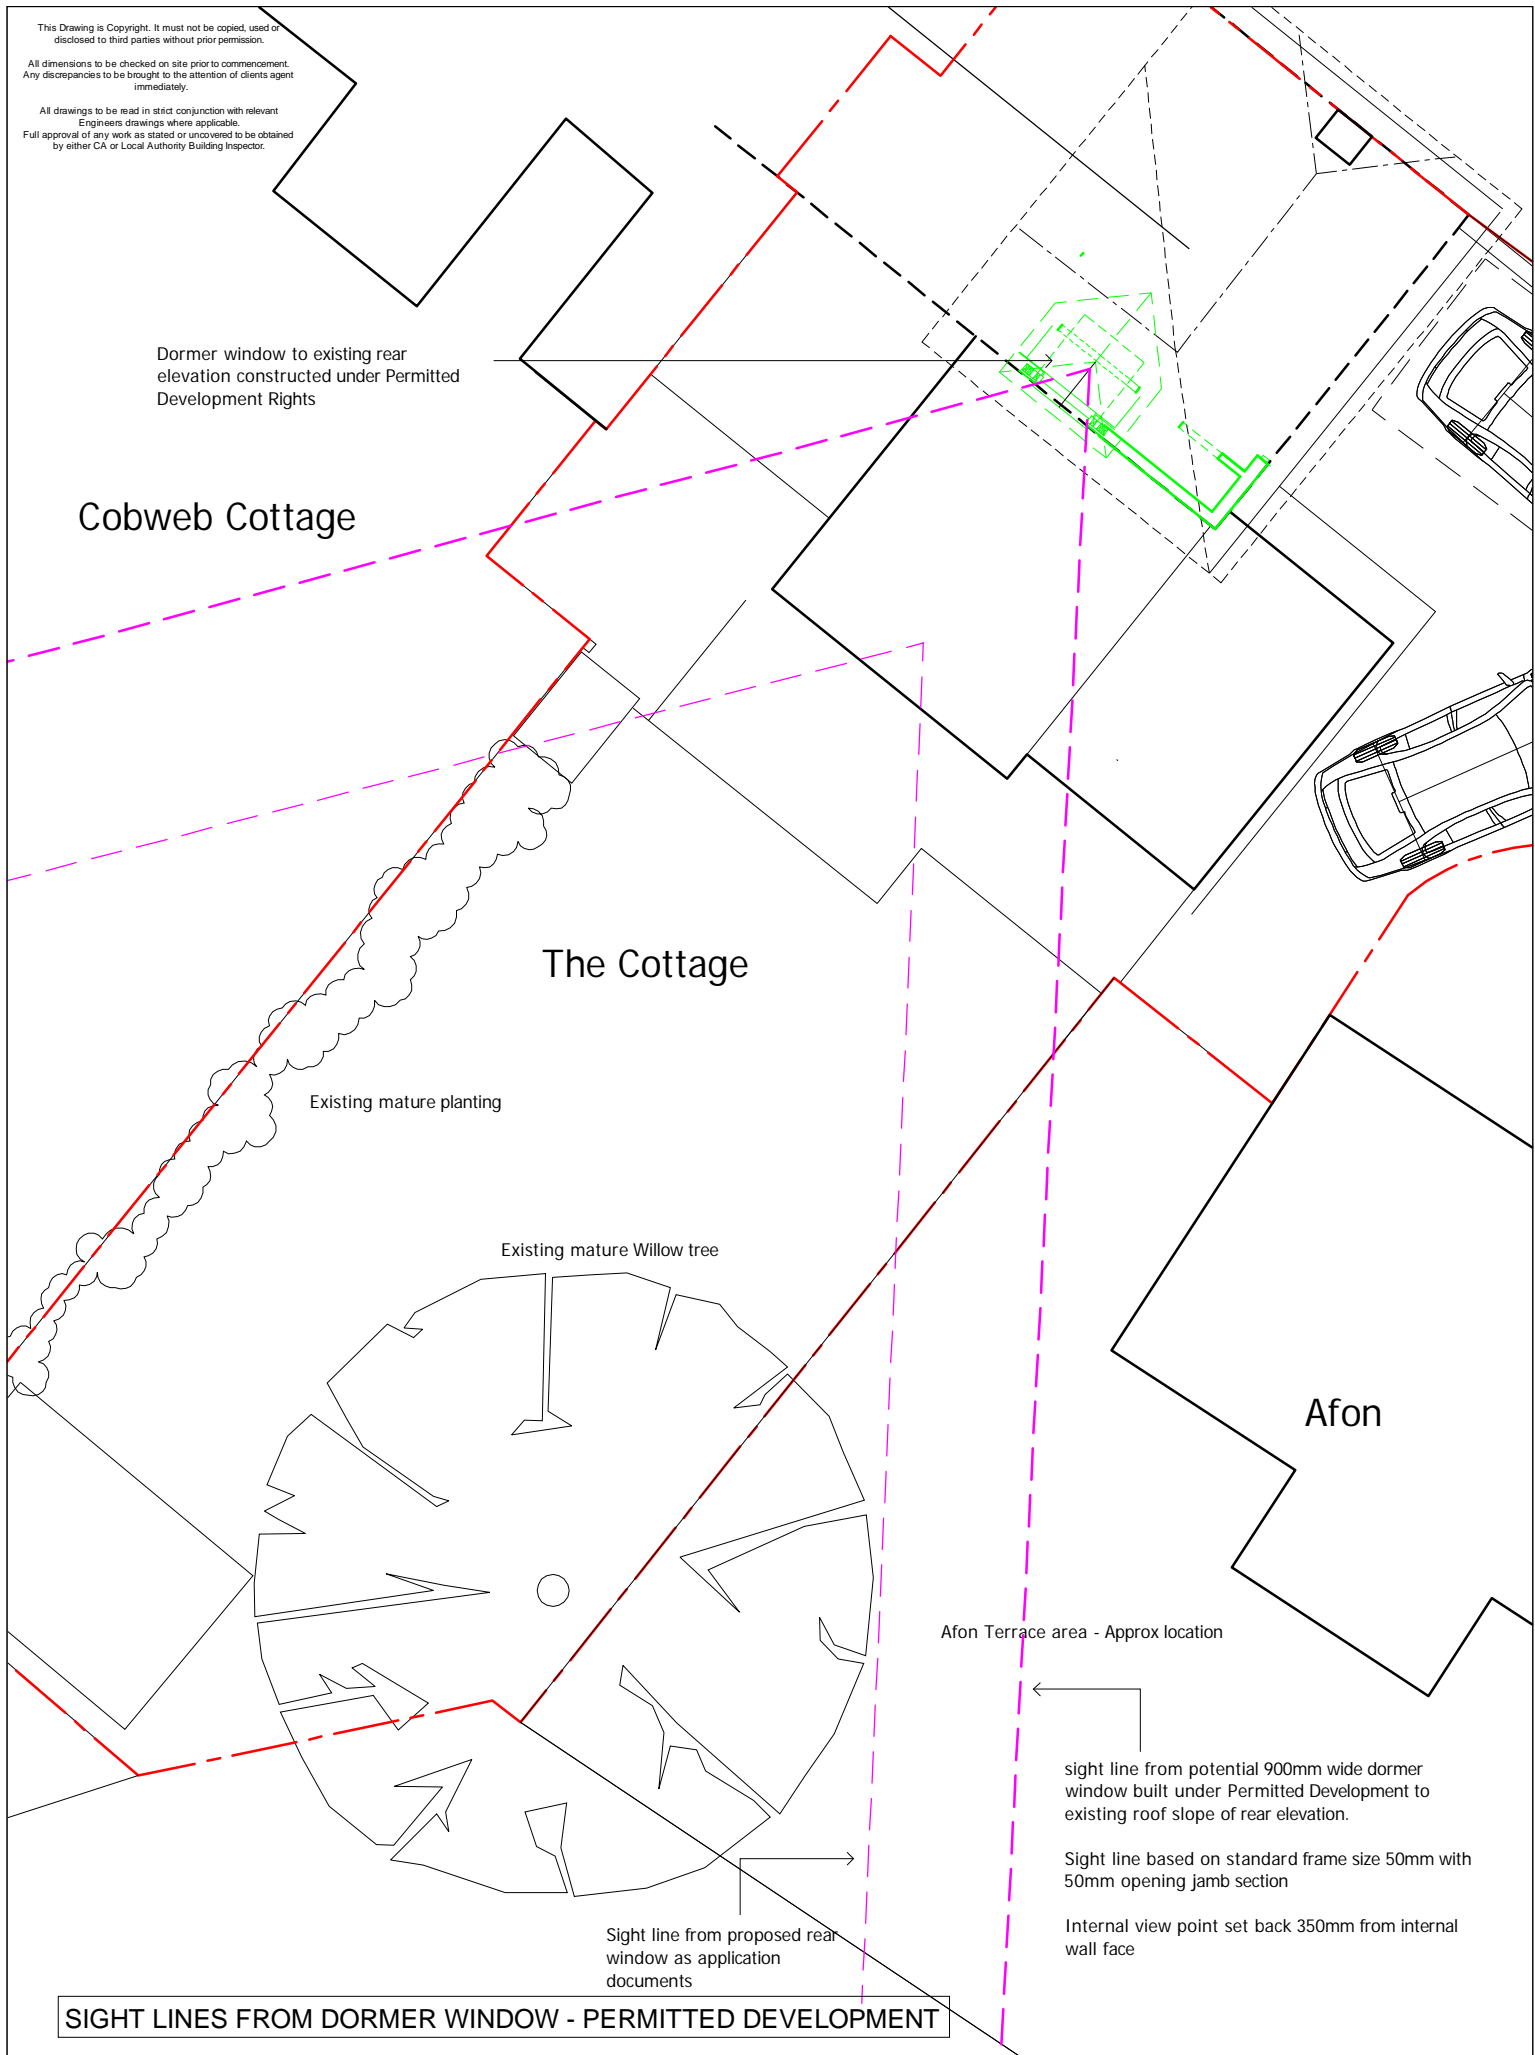 This Drawing is Copyright. It must not be copied, used or
disclosed to third parties without prior permission.
All dimensions to be checked on site prior to commencement.
Any discrepancies to be brought to the attention of clients agent
immediately.
All drawings to be read in strict conjunction with relevant
Engineers drawings where applicable.
Full approval of any work as stated or uncovered to be obtained
by either CA or Local Authority Building Inspector.
Dormer window to existing rear
elevation constructed under Permitted
Development Rights
Cobweb Cottage
The Cottage
Existing mature planting
Existing mature Willow tree
Afon
Afon Terrace area - Approx location
sight line from potential 900mm wide dormer
window built under Permitted Development to
existing roof slope of rear elevation.
Sight line based on standard frame size 50mm with
50mm opening jamb section
Internal view point set back 350mm from internal
wall face
Sight line from proposed rear
window as application
documents
SIGHT LINES FROM DORMER WINDOW - PERMITTED DEVELOPMENT